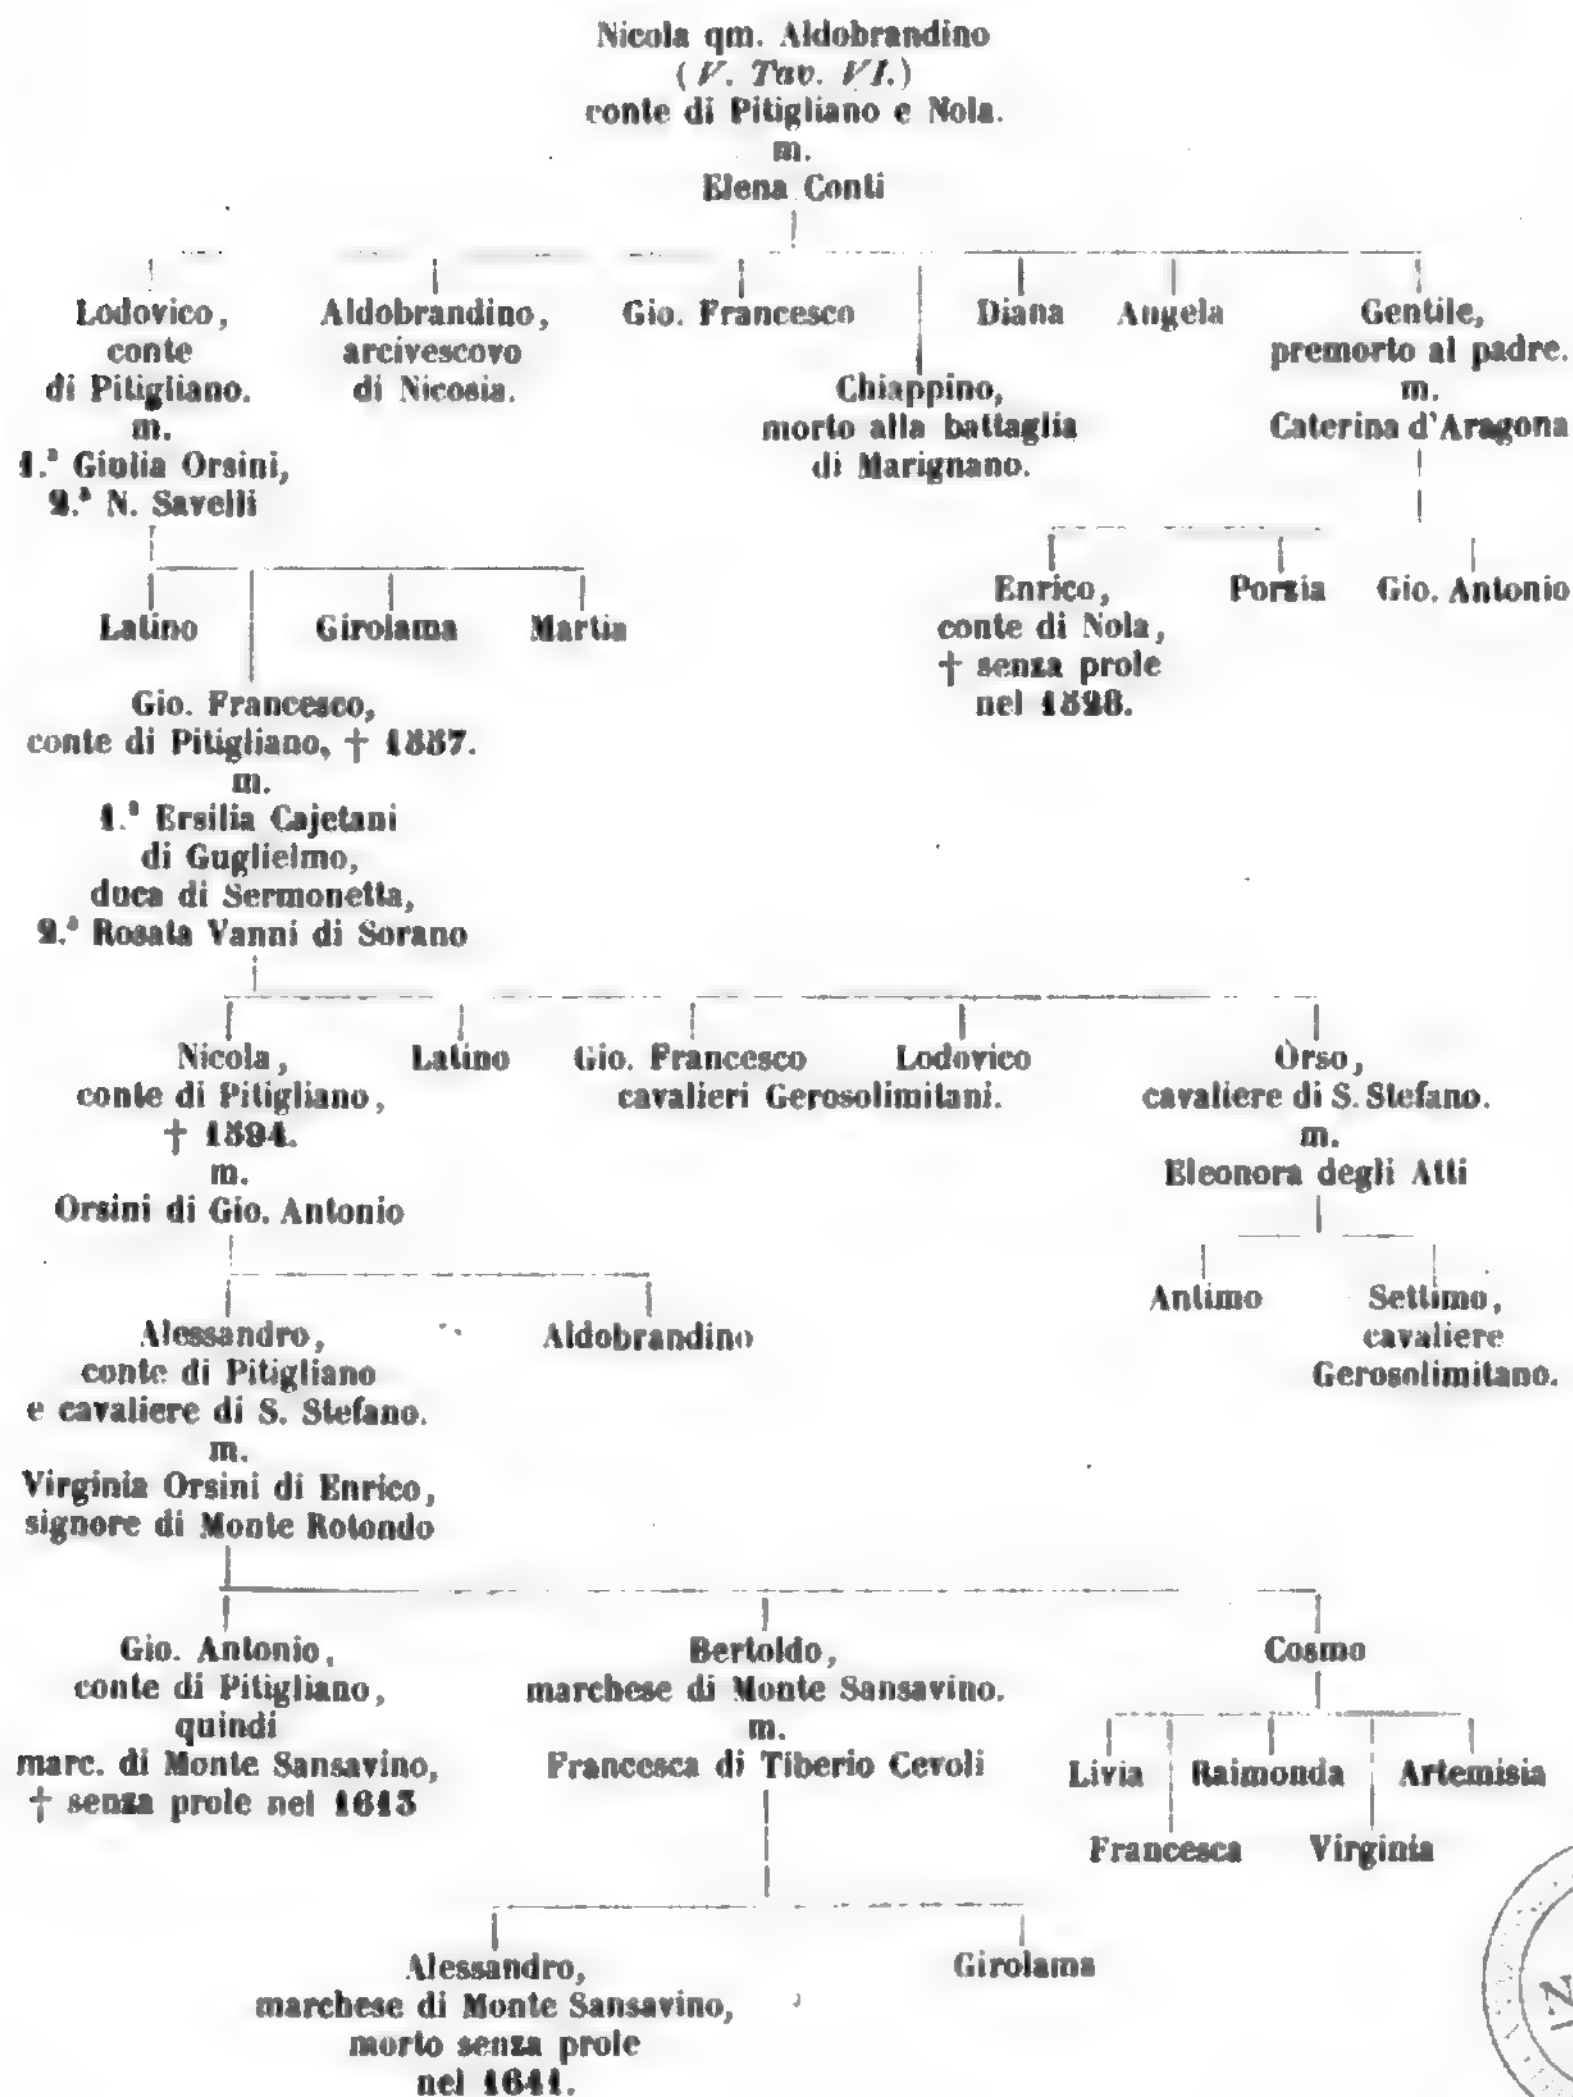 Nicola qm. Aldobrandino
(V. Tav. VI.)
conte di Pitigliano e Nola.
m.
Elena Conti
Lodovico,
conte
di Pitigliano.
m.
1.ª Giulia Orsini,
2.ª N. Savelli
Aldobrandino,
arcivescovo
di Nicosia.
Gio. Francesco
Chiappino,
morto alla battaglia
di Marignano.
Diana
Angela
Gentile,
premorto al padre.
m.
Caterina d'Aragona
Latino
Girolama
Martia
Enrico,
conte di Nola,
† senza prole
nel 1528.
Porzia
Gio. Antonio
Gio. Francesco,
conte di Pitigliano, † 1557.
m.
1.ª Ersilia Cajetani
di Guglielmo,
duca di Sermonetta,
2.ª Rosata Vanni di Sorano
Nicola,
conte di Pitigliano,
† 1594.
m.
Orsini di Gio. Antonio
Latino
Gio. Francesco
Lodovico
cavalieri Gerosolimitani.
Orso,
cavaliere di S. Stefano.
m.
Eleonora degli Atti
Antimo
Settimo,
cavaliere
Gerosolimitano.
Alessandro,
conte di Pitigliano
e cavaliere di S. Stefano.
m.
Virginia Orsini di Enrico,
signore di Monte Rotondo
Aldobrandino
Gio. Antonio,
conte di Pitigliano,
quindi
marc. di Monte Sansavino,
† senza prole nel 1613
Bertoldo,
marchese di Monte Sansavino.
m.
Francesca di Tiberio Cevoli
Cosmo
Livia
Raimonda
Artemisia
Francesca
Virginia
Alessandro,
marchese di Monte Sansavino,
morto senza prole
nel 1641.
Girolama